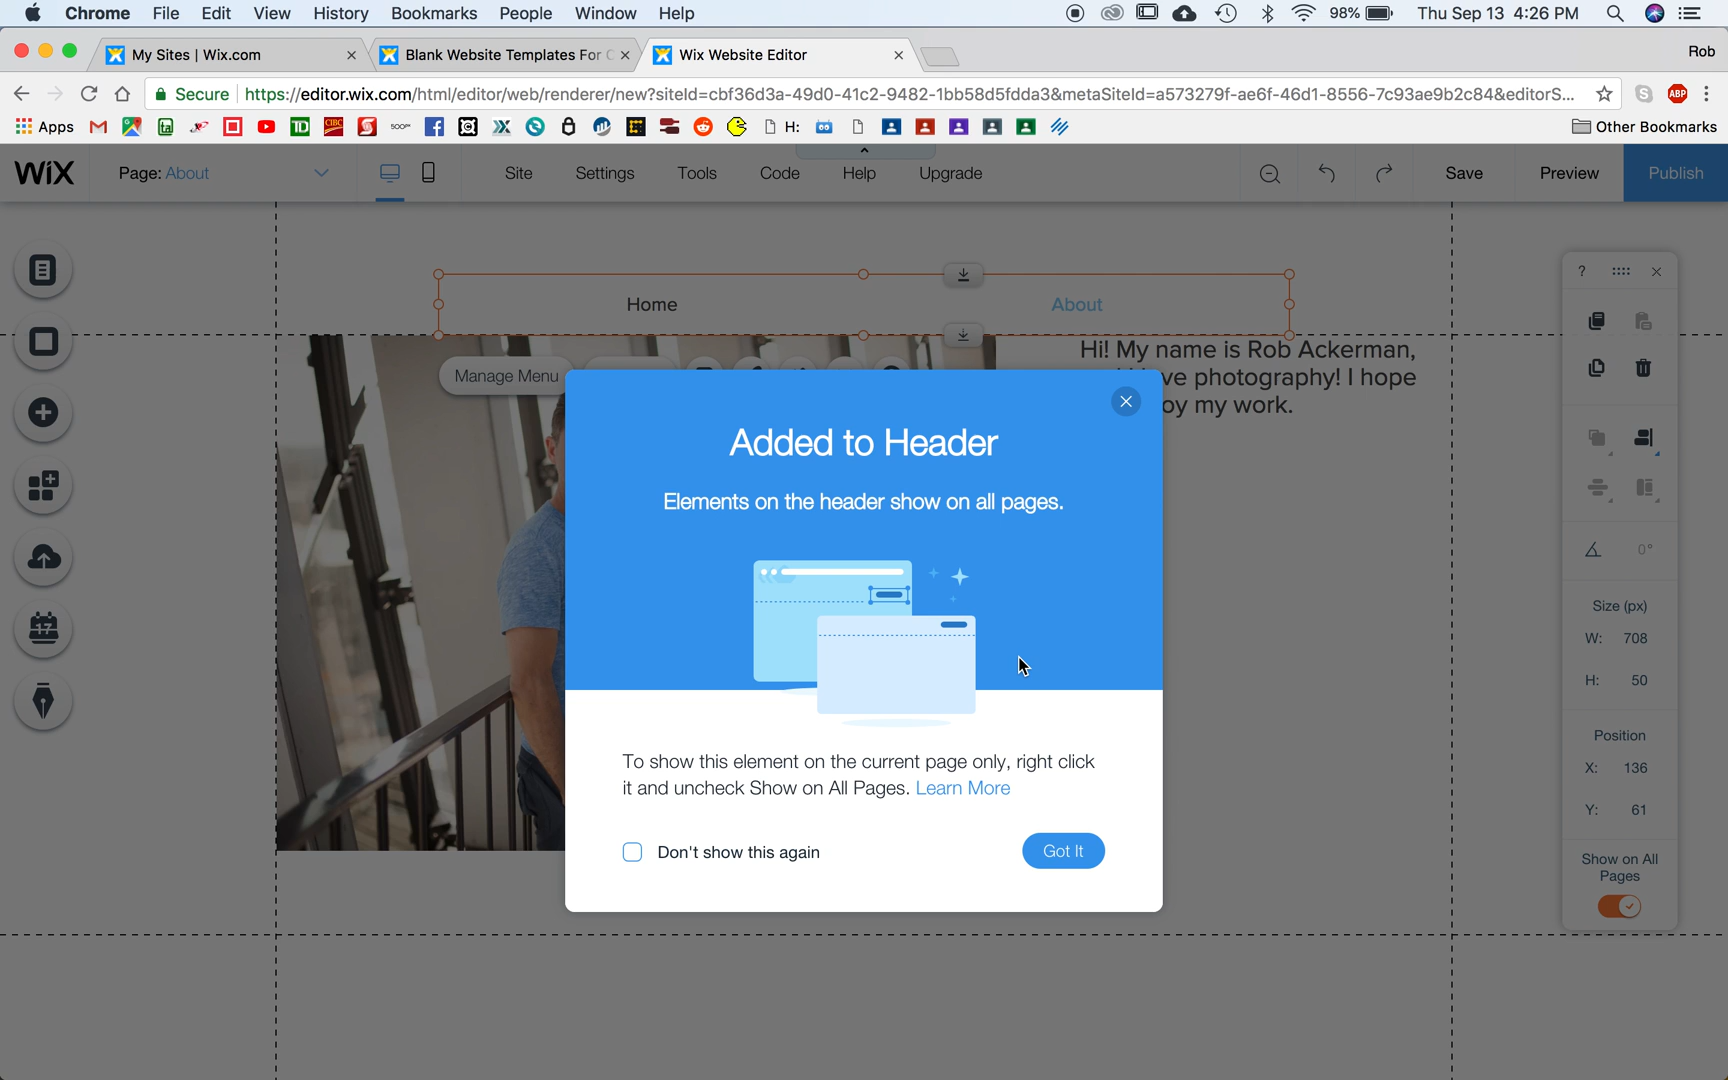 Chrome File Edit View History Bookmarks People Window Help 98% Thu Sep 13 4:26 PM
My Sites | Wix.com Blank Website Templates For Wix Website Editor Rob
Secure https://editor.wix.com/html/editor/web/renderer/new?siteId=cbf36d3a-49d0-41c2-9482-1bb58d5fdda3&metaSiteId=a573279f-ae6f-46d1-8556-7c93ae9b2c84&editorS... ABP
Apps TD CIBC H: Other Bookmarks
WiX Page: About Site Settings Tools Code Help Upgrade Save Preview Publish
Home About
Hi! My name is Rob Ackerman,
ve photography! I hope
oy my work.
Manage Menu
Added to Header
Elements on the header show on all pages.
To show this element on the current page only, right click
it and uncheck Show on All Pages. Learn More
Don't show this again Got It
17
?
0°
Size (px)
W: 708
H: 50
Position
X: 136
Y: 61
Show on All
Pages